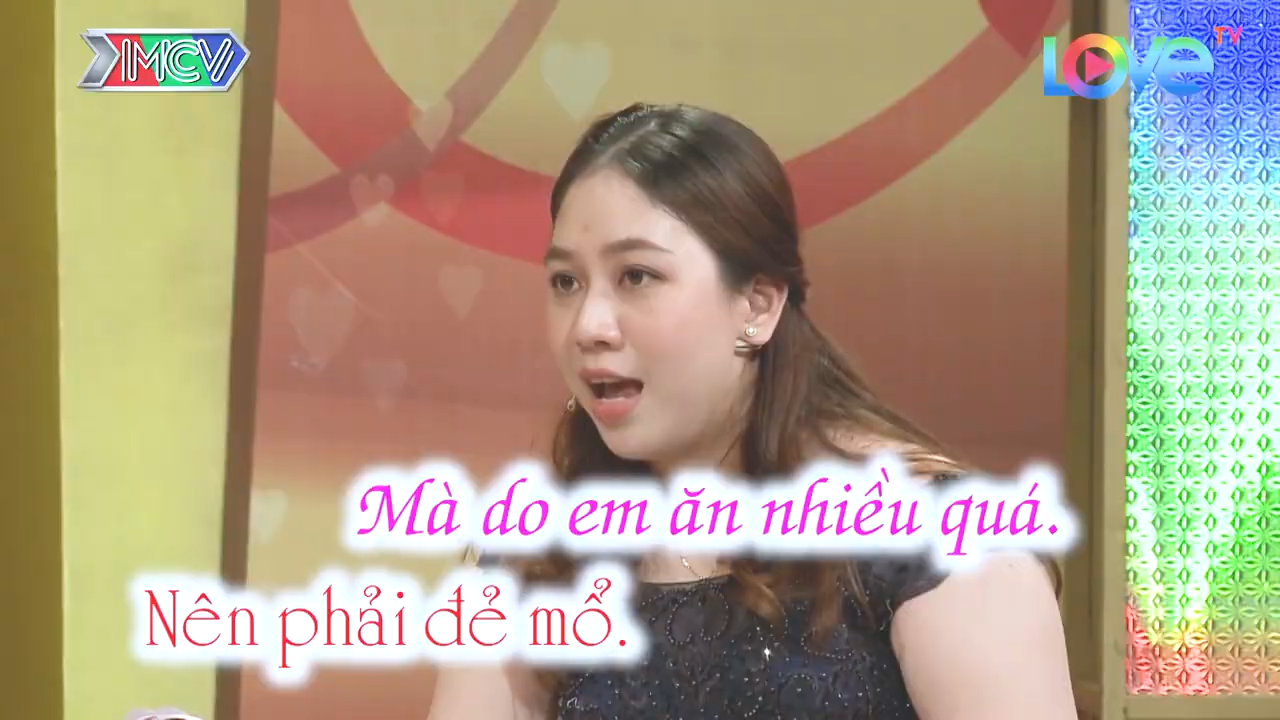 MCV
LOVE TV
Mà do em ăn nhiều quá.
Nên phải đẻ mổ.